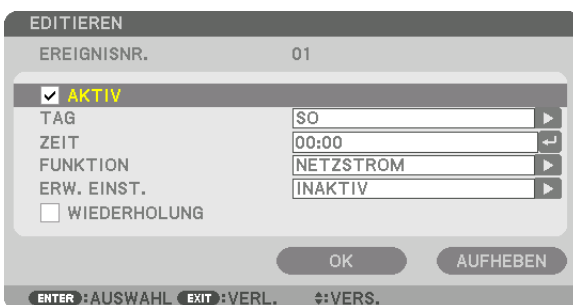 EDITIEREN
EREIGNISNR. 01
AKTIV
TAG SO
ZEIT 00:00
FUNKTION NETZSTROM
ERW. EINST. INAKTIV
WIEDERHOLUNG
OK AUFHEBEN
ENTER :AUSWAHL EXIT :VERL. :VERS.